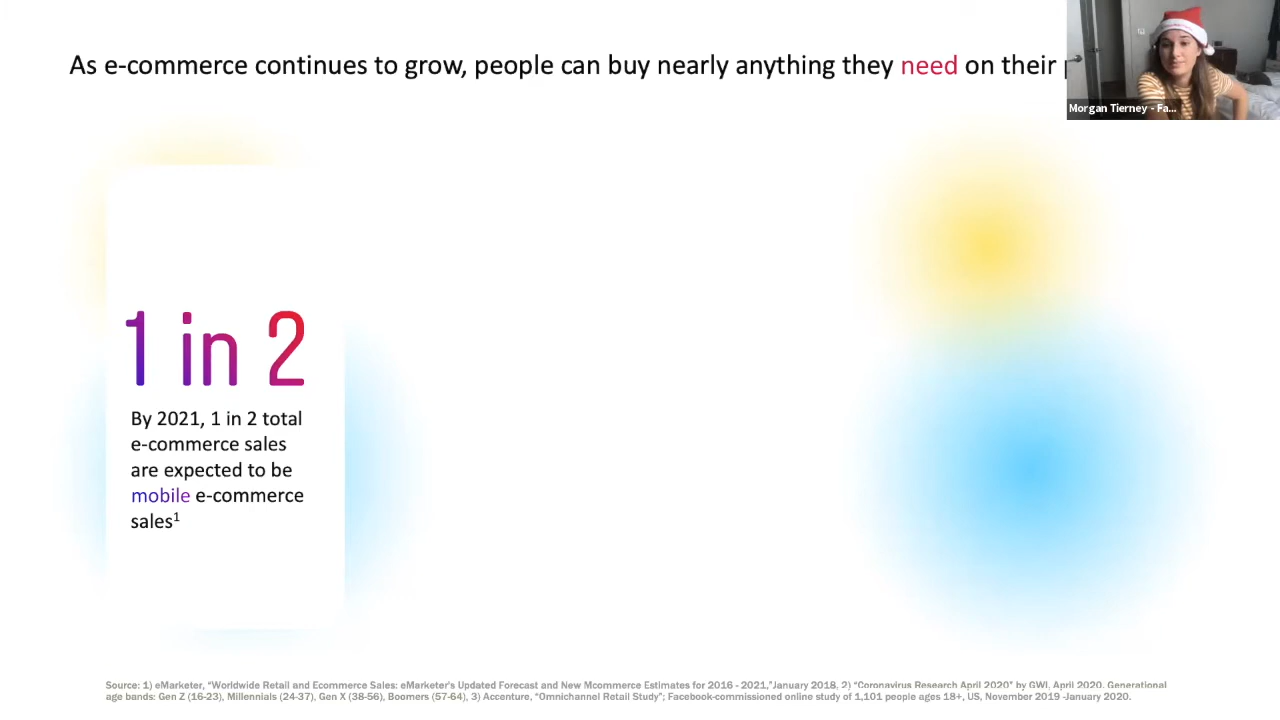 As e-commerce continues to grow, people can buy nearly anything they need on their
Morgan Tierney - Fa...
1 in 2
By 2021, 1 in 2 total
e-commerce sales
are expected to be
mobile e-commerce
sales1
Source: 1) eMarketer, “Worldwide Retail and Ecommerce Sales: eMarketer's Updated Forecast and New Mcommerce Estimates for 2016 - 2021,”January 2018, 2) “Coronavirus Research April 2020” by GWI, April 2020. Generational
age bands: Gen Z (16-23), Millennials (24-37), Gen X (38-56), Boomers (57-64), 3) Accenture, “Omnichannel Retail Study”; Facebook-commissioned online study of 1,101 people ages 18+, US, November 2019 -January 2020.